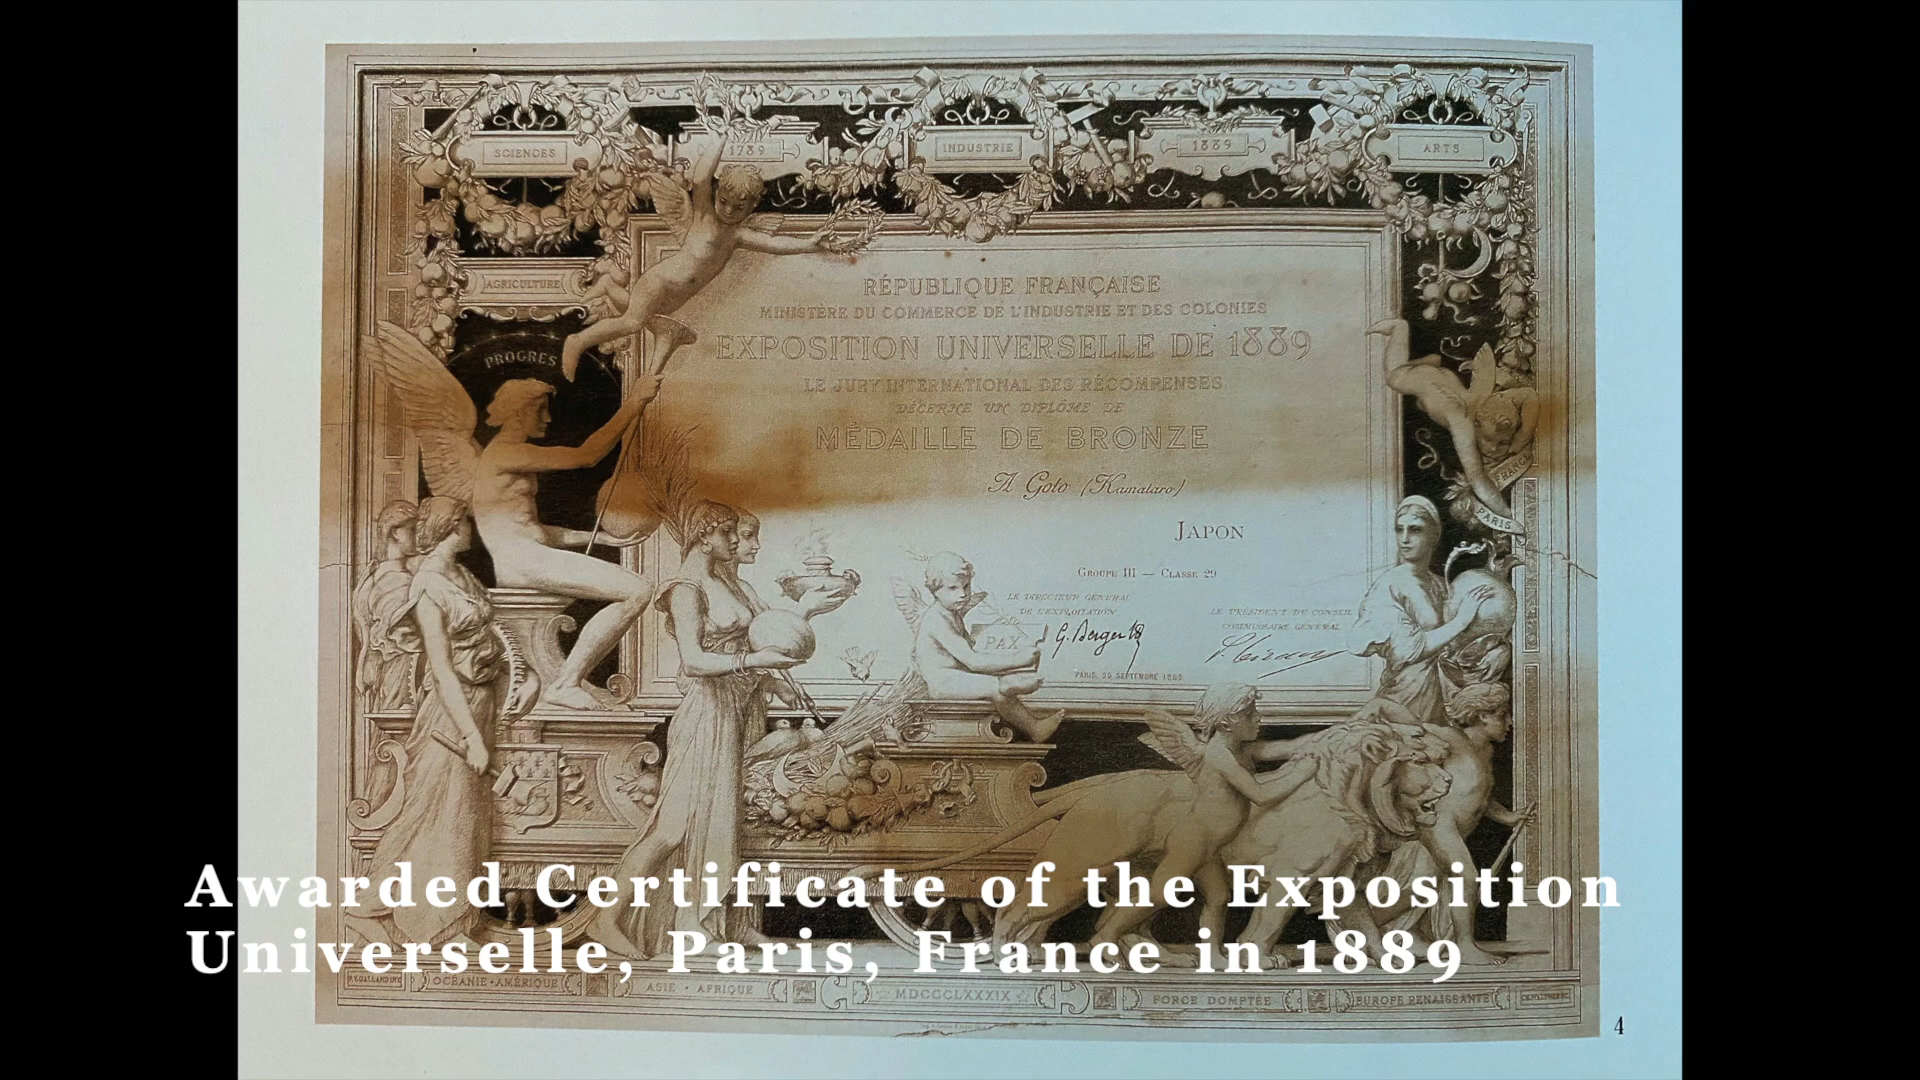 SCIENCES
1789
INDUSTRIE
1889
ARTS
AGRICULTURE
PROGRES
RÉPUBLIQUE FRANÇAISE
MINISTÈRE DU COMMERCE DE L'INDUSTRIE ET DES COLONIES
EXPOSITION UNIVERSELLE DE 1889
LE JURY INTERNATIONAL DES RÉCOMPENSES
DÉCERNE UN DIPLÔME DE
MÉDAILLE DE BRONZE
A Goto (Kamataro)
JAPON
GROUPE III — CLASSE 29
LE DIRECTEUR GÉNÉRAL
DE L'EXPLOITATION
LE PRÉSIDENT DU CONSEIL
COMMISSAIRE GÉNÉRAL
G. Berger
PARIS, 29 SEPTEMBRE 1889
PAX
FRANCE
PARIS
Awarded Certificate of the Exposition
Universelle, Paris, France in 1889
OCÉANIE • AMÉRIQUE
ASIE • AFRIQUE
MDCCCLXXXIX
FORCE DOMPTÉE
EUROPE RENAISSANTE
4